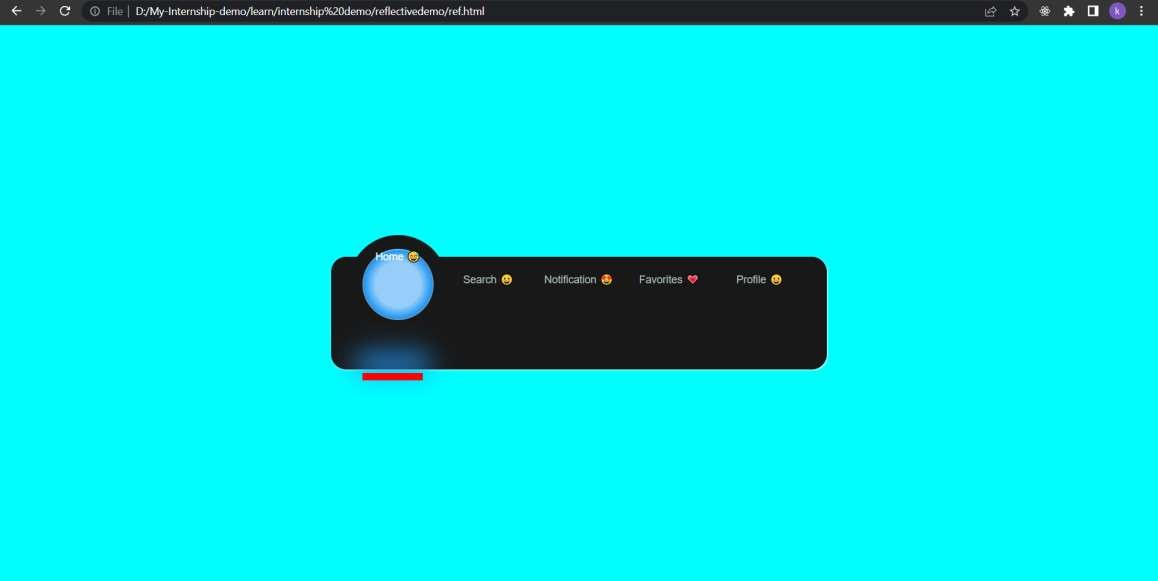 File | D:/My-Internship-demo/learn/internship%20demo/reflectivedemo/ref.html
k
Home 😅
Search 😀 Notification 😍 Favorites ❤️ Profile 😀